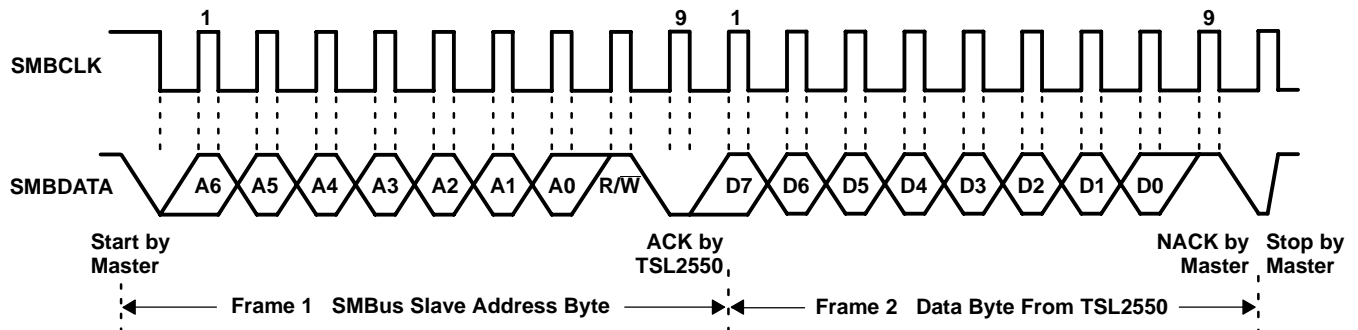 1 9 1 9
SMBCLK
SMBDATA A6 A5 A4 A3 A2 A1 A0 R/W̅ D7 D6 D5 D4 D3 D2 D1 D0
Start by Master
ACK by TSL2550
NACK by Master
Stop by Master
Frame 1 SMBus Slave Address Byte
Frame 2 Data Byte From TSL2550